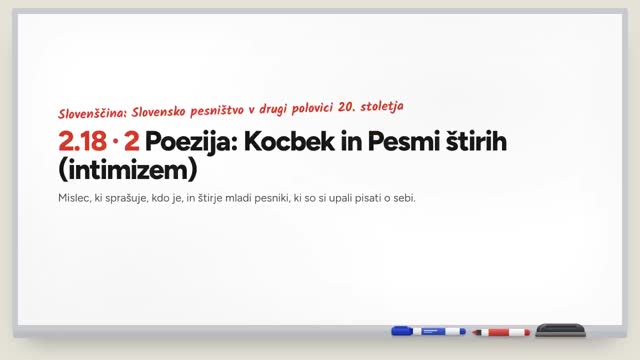 Slovenščina: Slovensko pesništvo v drugi polovici 20. stoletja
2.18 · 2 Poezija: Kocbek in Pesmi štirih
(intimizem)
Mislec, ki sprašuje, kdo je, in štirje mladi pesniki, ki so si upali pisati o sebi.